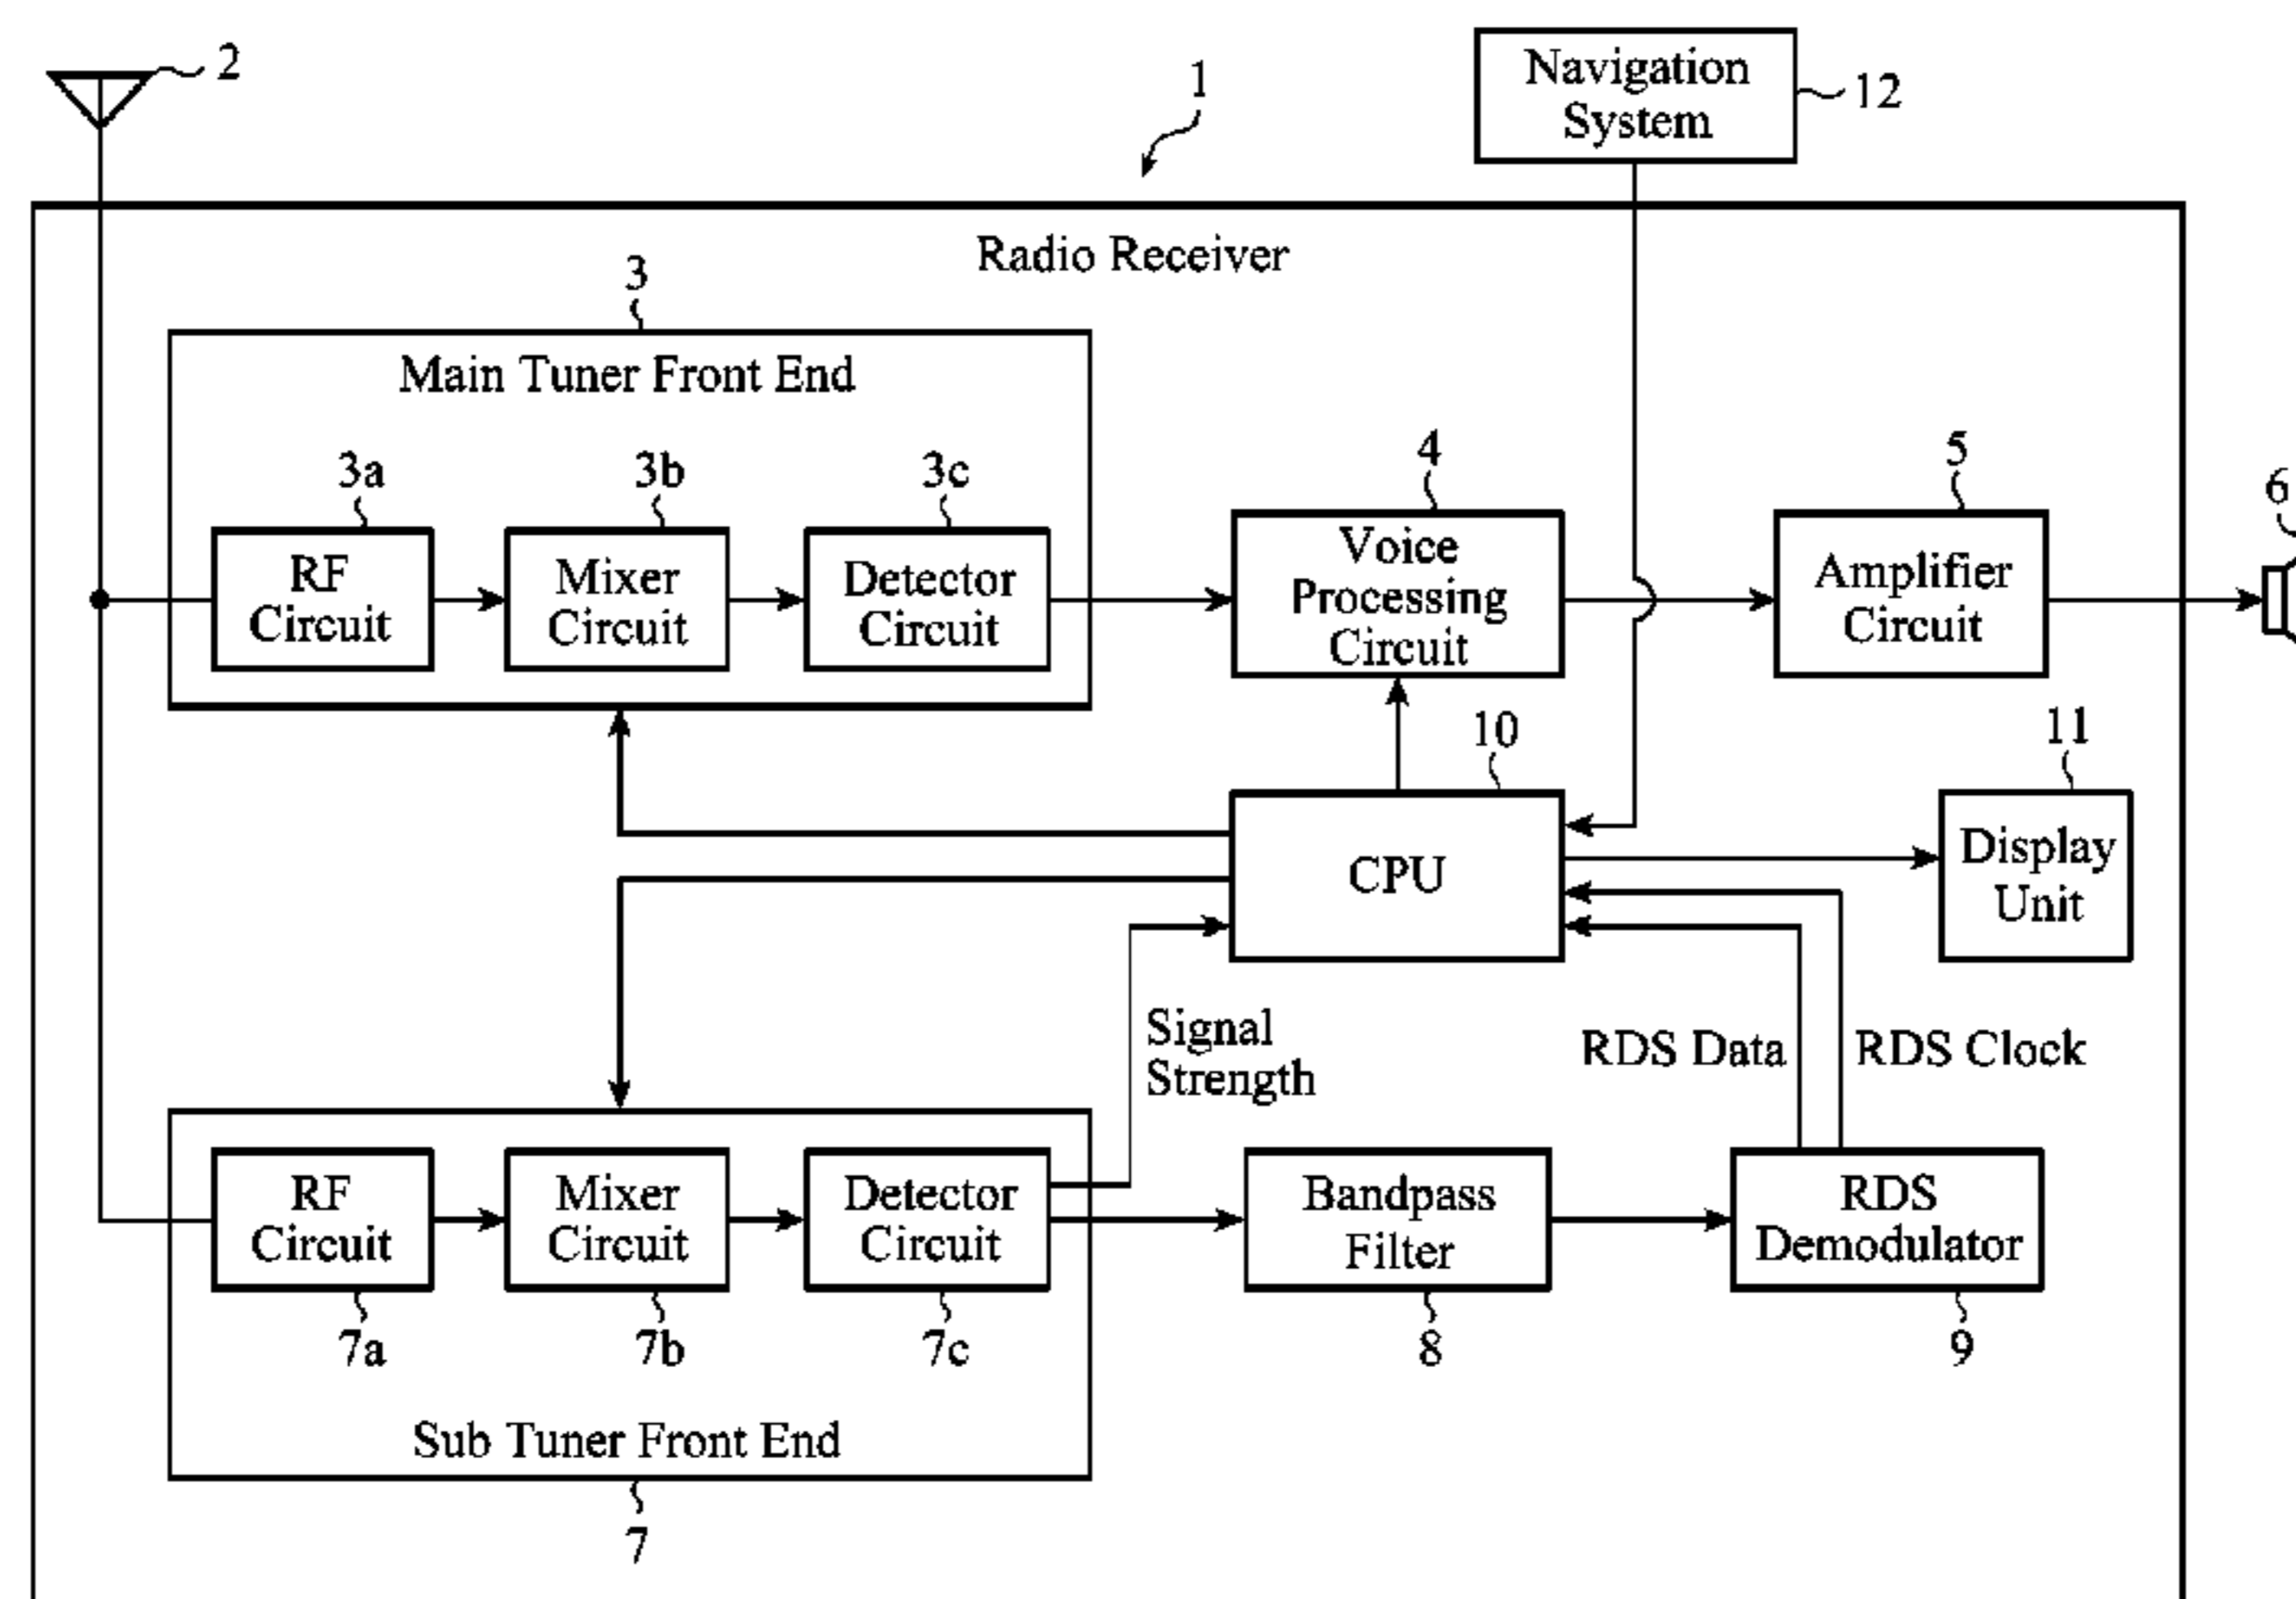 2
1
Navigation
System
12
Radio Receiver
3
Main Tuner Front End
3a
3b
3c
4
5
6
RF
Circuit
Mixer
Circuit
Detector
Circuit
Voice
Processing
Circuit
Amplifier
Circuit
10
11
CPU
Display
Unit
Signal
Strength
RDS Data
RDS Clock
RF
Circuit
Mixer
Circuit
Detector
Circuit
Bandpass
Filter
RDS
Demodulator
7a
7b
7c
8
9
Sub Tuner Front End
7